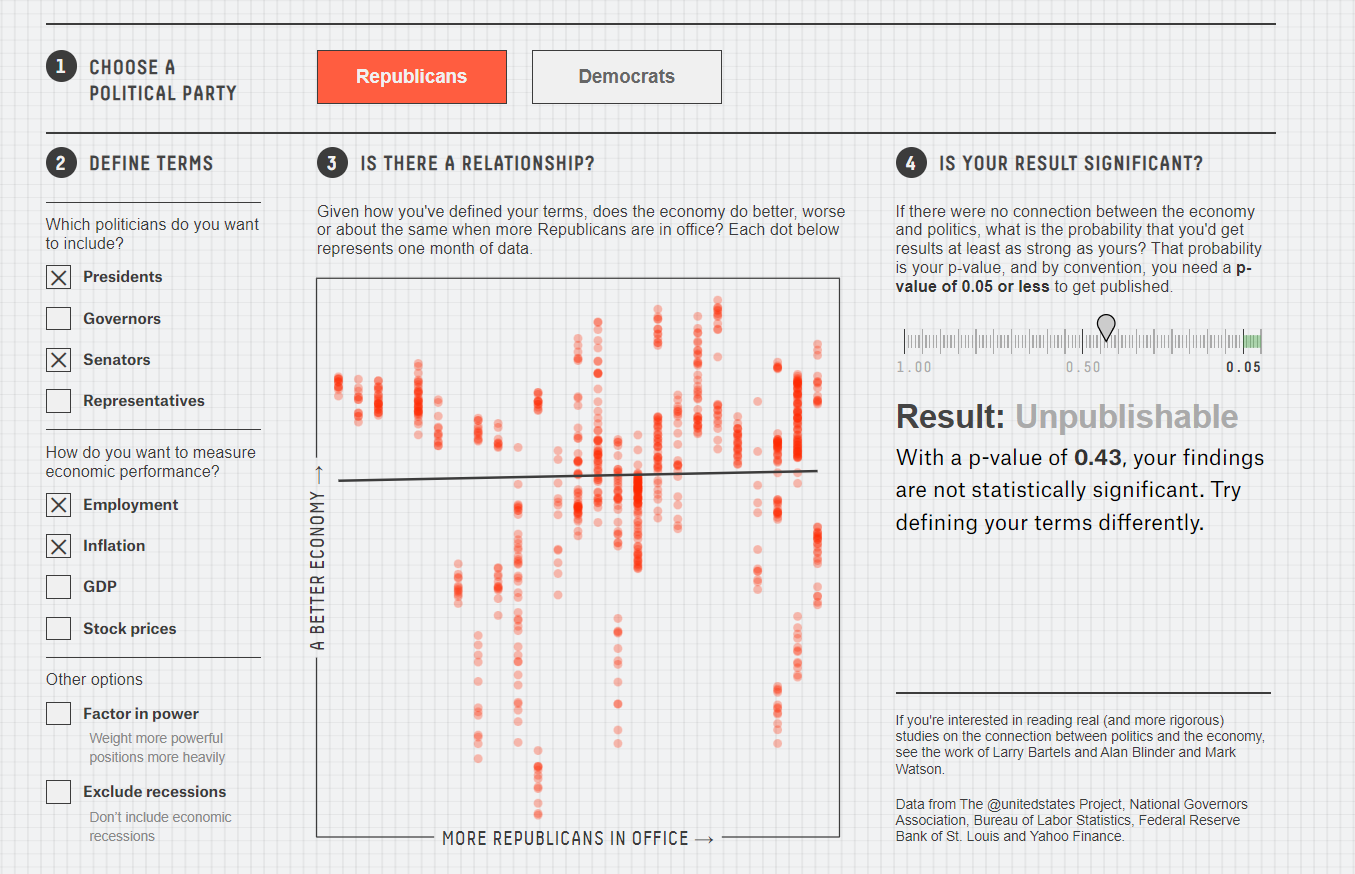 1 CHOOSE A
POLITICAL PARTY
Republicans
Democrats
2 DEFINE TERMS
Which politicians do you want
to include?
Presidents
Governors
Senators
Representatives
How do you want to measure
economic performance?
Employment
Inflation
GDP
Stock prices
Other options
Factor in power
Weight more powerful
positions more heavily
Exclude recessions
Don't include economic
recessions
3 IS THERE A RELATIONSHIP?
Given how you've defined your terms, does the economy do better, worse
or about the same when more Republicans are in office? Each dot below
represents one month of data.
A BETTER ECONOMY →
MORE REPUBLICANS IN OFFICE →
4 IS YOUR RESULT SIGNIFICANT?
If there were no connection between the economy
and politics, what is the probability that you'd get
results at least as strong as yours? That probability
is your p-value, and by convention, you need a p-
value of 0.05 or less to get published.
1.00 0.50 0.05
Result: Unpublishable
With a p-value of 0.43, your findings
are not statistically significant. Try
defining your terms differently.
If you're interested in reading real (and more rigorous)
studies on the connection between politics and the economy,
see the work of Larry Bartels and Alan Blinder and Mark
Watson.
Data from The @unitedstates Project, National Governors
Association, Bureau of Labor Statistics, Federal Reserve
Bank of St. Louis and Yahoo Finance.